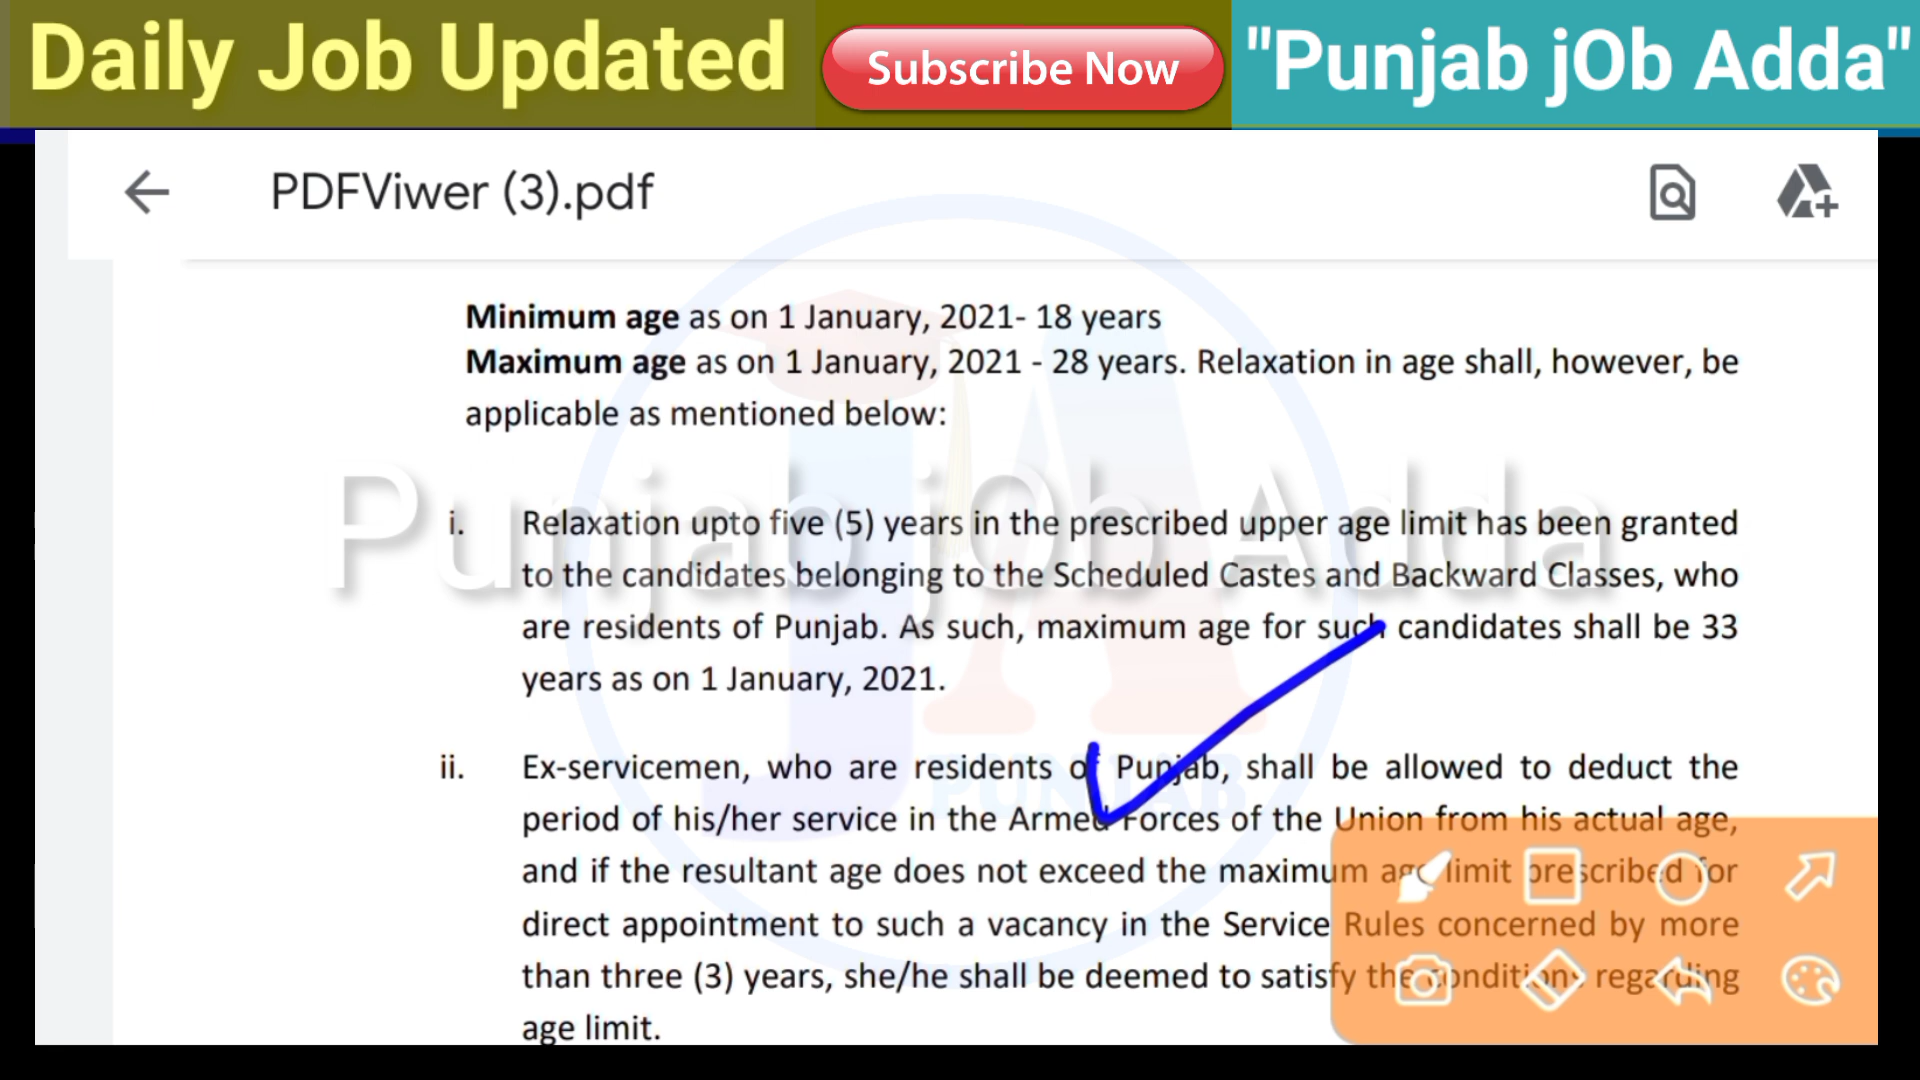 Daily Job Updated
Subscribe Now
"Punjab jOb Adda"
PDFViwer (3).pdf
Minimum age as on 1 January, 2021- 18 years
Maximum age as on 1 January, 2021 - 28 years. Relaxation in age shall, however, be
applicable as mentioned below:
Punjab jOb Adda
i. Relaxation upto five (5) years in the prescribed upper age limit has been granted
to the candidates belonging to the Scheduled Castes and Backward Classes, who
are residents of Punjab. As such, maximum age for such candidates shall be 33
years as on 1 January, 2021.
ii. Ex-servicemen, who are residents of Punjab, shall be allowed to deduct the
period of his/her service in the Armed Forces of the Union from his actual age,
and if the resultant age does not exceed the maximum age limit prescribed for
direct appointment to such a vacancy in the Service Rules concerned by more
than three (3) years, she/he shall be deemed to satisfy the conditions regarding
age limit.
PUNJAB